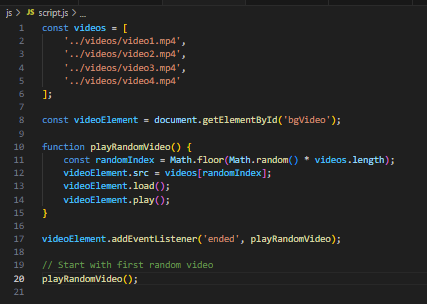 js > JS script.js > ...
1 const videos = [
2     '../videos/video1.mp4',
3     '../videos/video2.mp4',
4     '../videos/video3.mp4',
5     '../videos/video4.mp4'
6 ];
7
8 const videoElement = document.getElementById('bgVideo');
9
10 function playRandomVideo() {
11     const randomIndex = Math.floor(Math.random() * videos.length);
12     videoElement.src = videos[randomIndex];
13     videoElement.load();
14     videoElement.play();
15 }
16
17 videoElement.addEventListener('ended', playRandomVideo);
18
19 // Start with first random video
20 playRandomVideo();
21